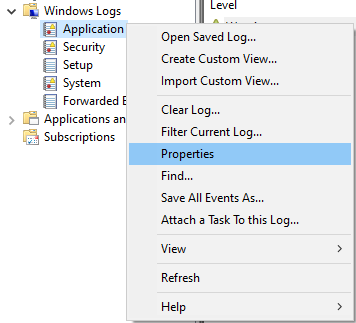 Windows Logs
Application
Security
Setup
System
Forwarded E
Applications an
Subscriptions
Level
Open Saved Log...
Create Custom View...
Import Custom View...
Clear Log...
Filter Current Log...
Properties
Find...
Save All Events As...
Attach a Task To this Log...
View
Refresh
Help